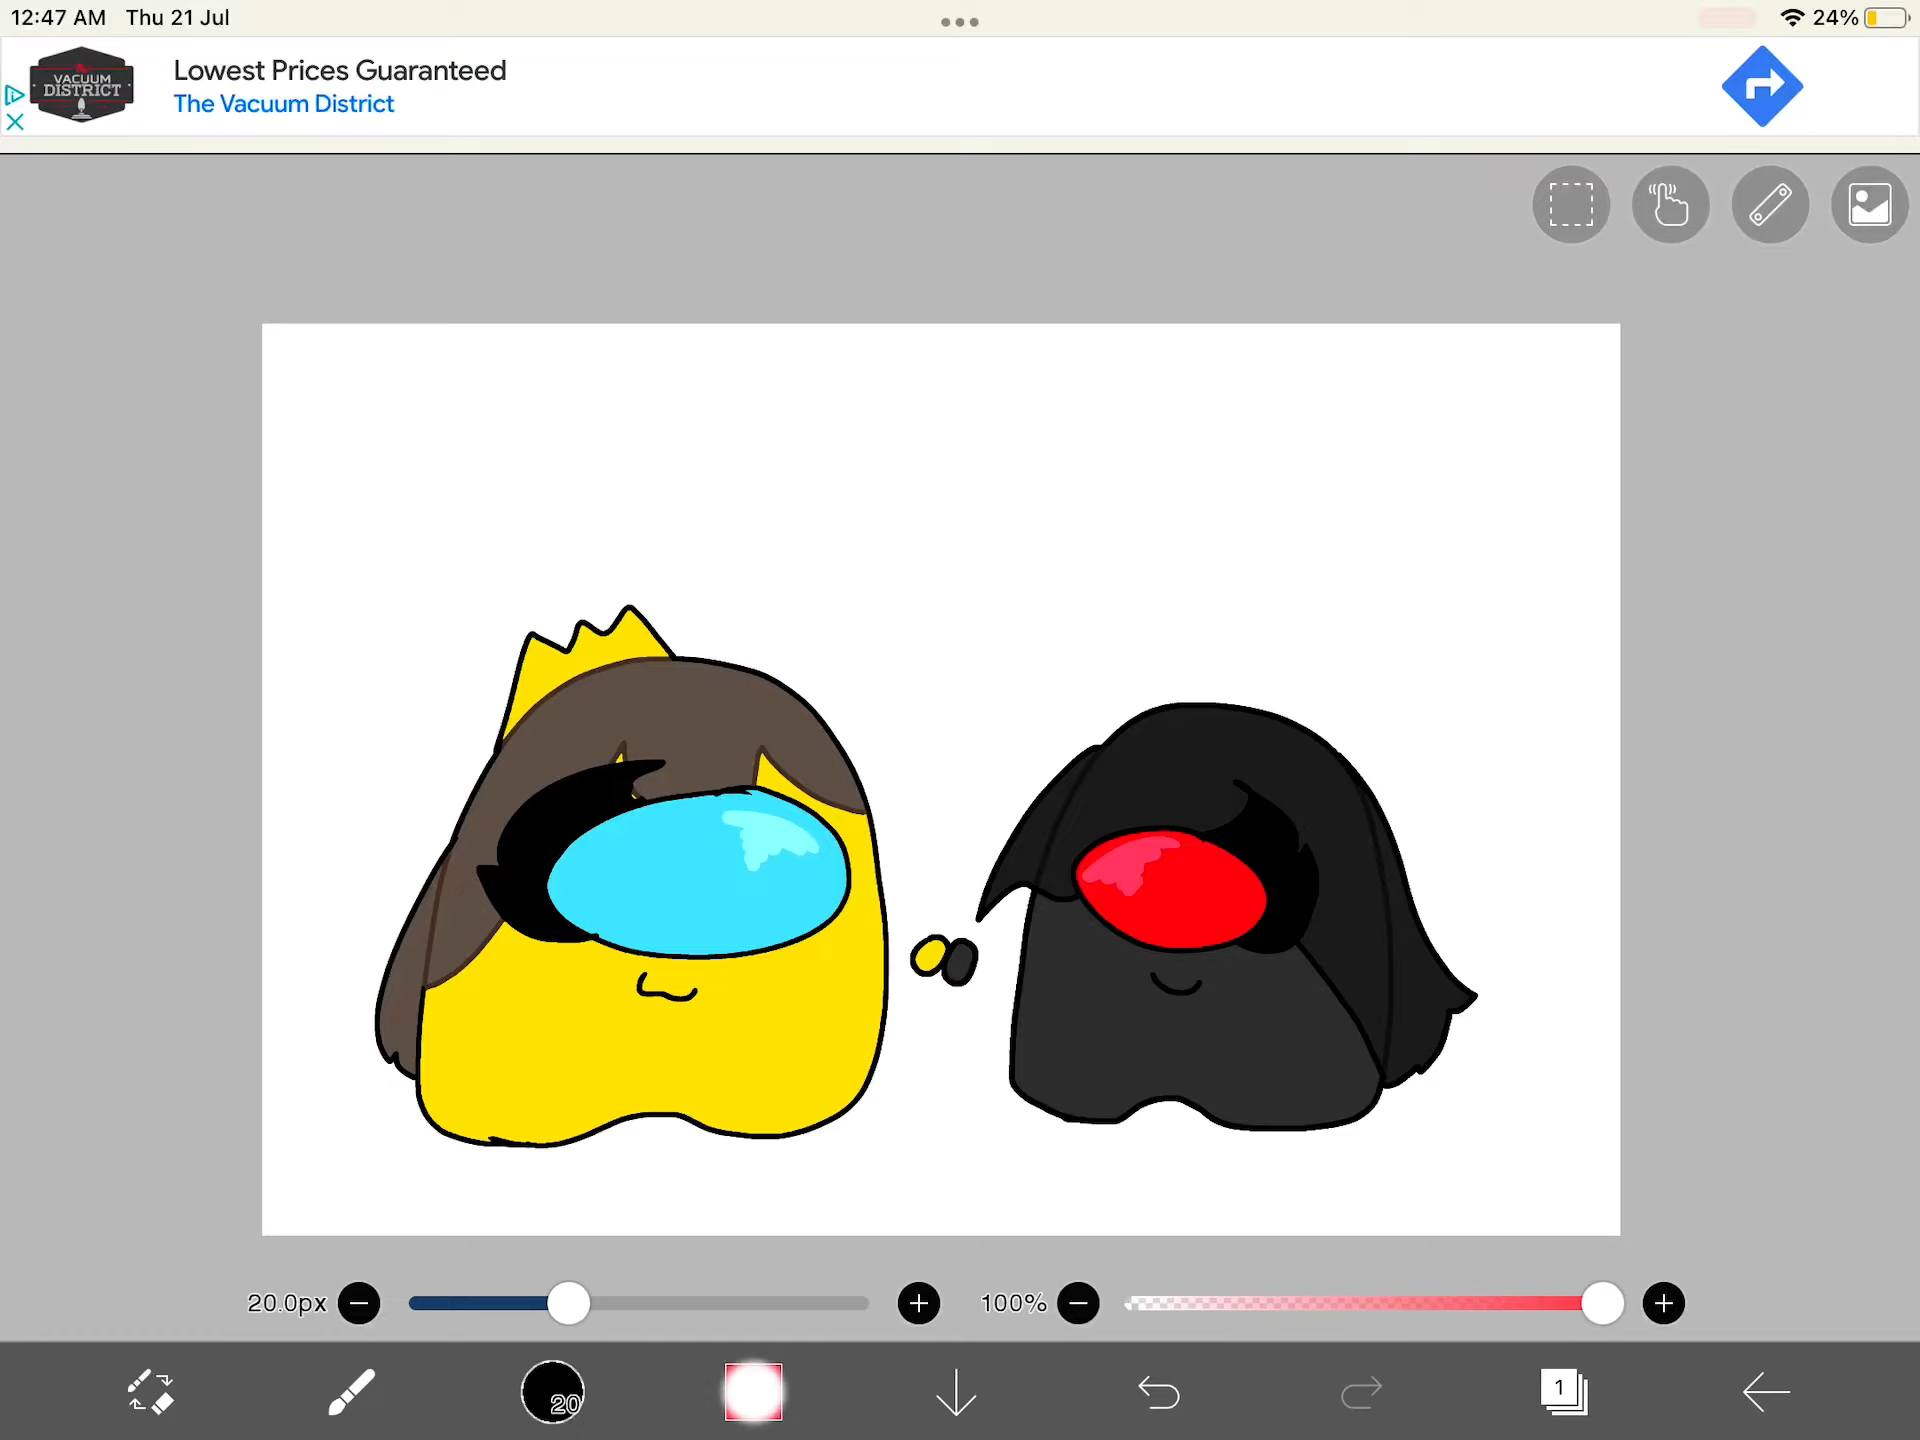 12:47 AM Thu 21 Jul
24%
VACUUM
DISTRICT
Lowest Prices Guaranteed
The Vacuum District
20.0px
100%
20
1